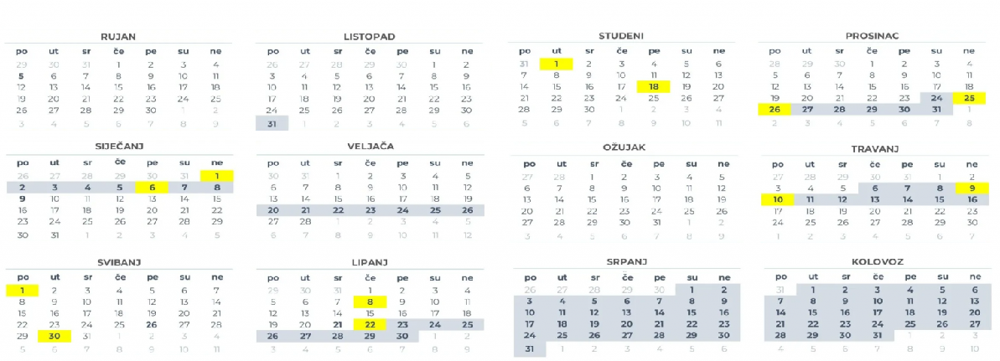 RUJAN
po ut sr če pe su ne
29 30 31 1 2 3 4
5 6 7 8 9 10 11
12 13 14 15 16 17 18
19 20 21 22 23 24 25
26 27 28 29 30 1 2
3 4 5 6 7 8 9
LISTOPAD
po ut sr če pe su ne
26 27 28 29 30 1 2
3 4 5 6 7 8 9
10 11 12 13 14 15 16
17 18 19 20 21 22 23
24 25 26 27 28 29 30
31 1 2 3 4 5 6
STUDENI
po ut sr če pe su ne
31 1 2 3 4 5 6
7 8 9 10 11 12 13
14 15 16 17 18 19 20
21 22 23 24 25 26 27
28 29 30 1 2 3 4
5 6 7 8 9 10 11
PROSINAC
po ut sr če pe su ne
28 29 30 1 2 3 4
5 6 7 8 9 10 11
12 13 14 15 16 17 18
19 20 21 22 23 24 25
26 27 28 29 30 31 1
2 3 4 5 6 7 8
SIJEČANJ
po ut sr če pe su ne
26 27 28 29 30 31 1
2 3 4 5 6 7 8
9 10 11 12 13 14 15
16 17 18 19 20 21 22
23 24 25 26 27 28 29
30 31 1 2 3 4 5
VELJAČA
po ut sr če pe su ne
30 31 1 2 3 4 5
6 7 8 9 10 11 12
13 14 15 16 17 18 19
20 21 22 23 24 25 26
27 28 1 2 3 4 5
6 7 8 9 10 11 12
OŽUJAK
po ut sr če pe su ne
27 28 1 2 3 4 5
6 7 8 9 10 11 12
13 14 15 16 17 18 19
20 21 22 23 24 25 26
27 28 29 30 31 1 2
3 4 5 6 7 8 9
TRAVANJ
po ut sr če pe su ne
27 28 29 30 31 1 2
3 4 5 6 7 8 9
10 11 12 13 14 15 16
17 18 19 20 21 22 23
24 25 26 27 28 29 30
1 2 3 4 5 6 7
SVIBANJ
po ut sr če pe su ne
1 2 3 4 5 6 7
8 9 10 11 12 13 14
15 16 17 18 19 20 21
22 23 24 25 26 27 28
29 30 31 1 2 3 4
5 6 7 8 9 10 11
LIPANJ
po ut sr če pe su ne
29 30 31 1 2 3 4
5 6 7 8 9 10 11
12 13 14 15 16 17 18
19 20 21 22 23 24 25
26 27 28 29 30 1 2
3 4 5 6 7 8 9
SRPANJ
po ut sr če pe su ne
26 27 28 29 30 1 2
3 4 5 6 7 8 9
10 11 12 13 14 15 16
17 18 19 20 21 22 23
24 25 26 27 28 29 30
31 1 2 3 4 5 6
KOLOVOZ
po ut sr če pe su ne
31 1 2 3 4 5 6
7 8 9 10 11 12 13
14 15 16 17 18 19 20
21 22 23 24 25 26 27
28 29 30 31 1 2 3
4 5 6 7 8 9 10